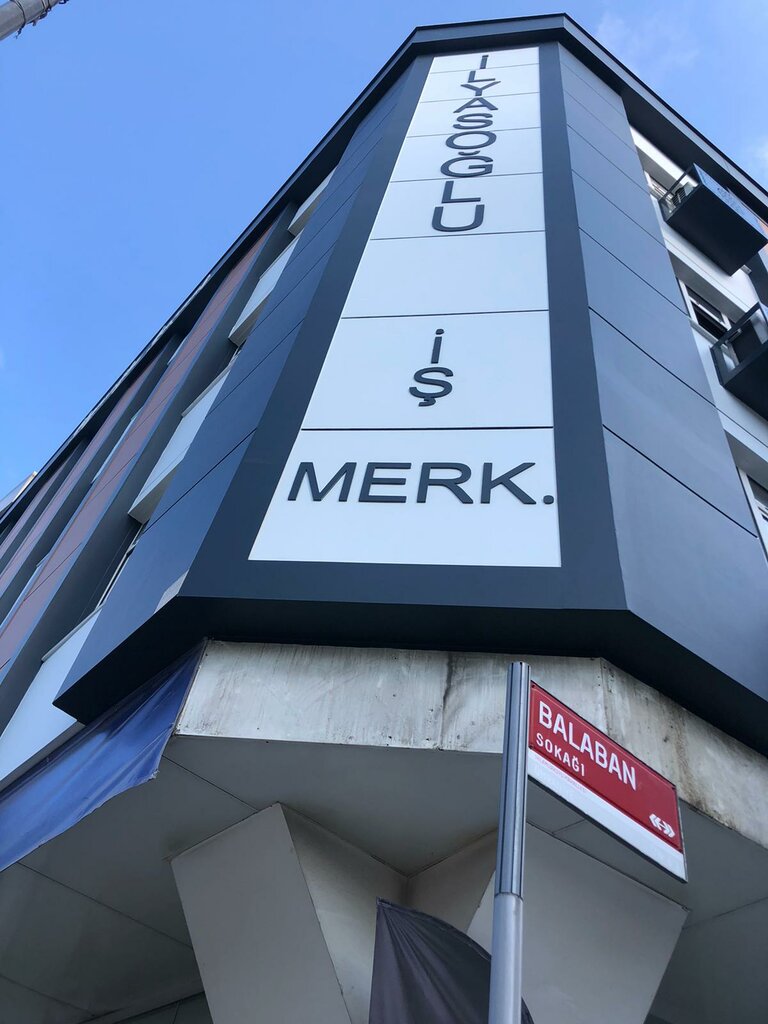 İLYASOĞLU
İŞ
MERK.
BALABAN
SOKAĞI